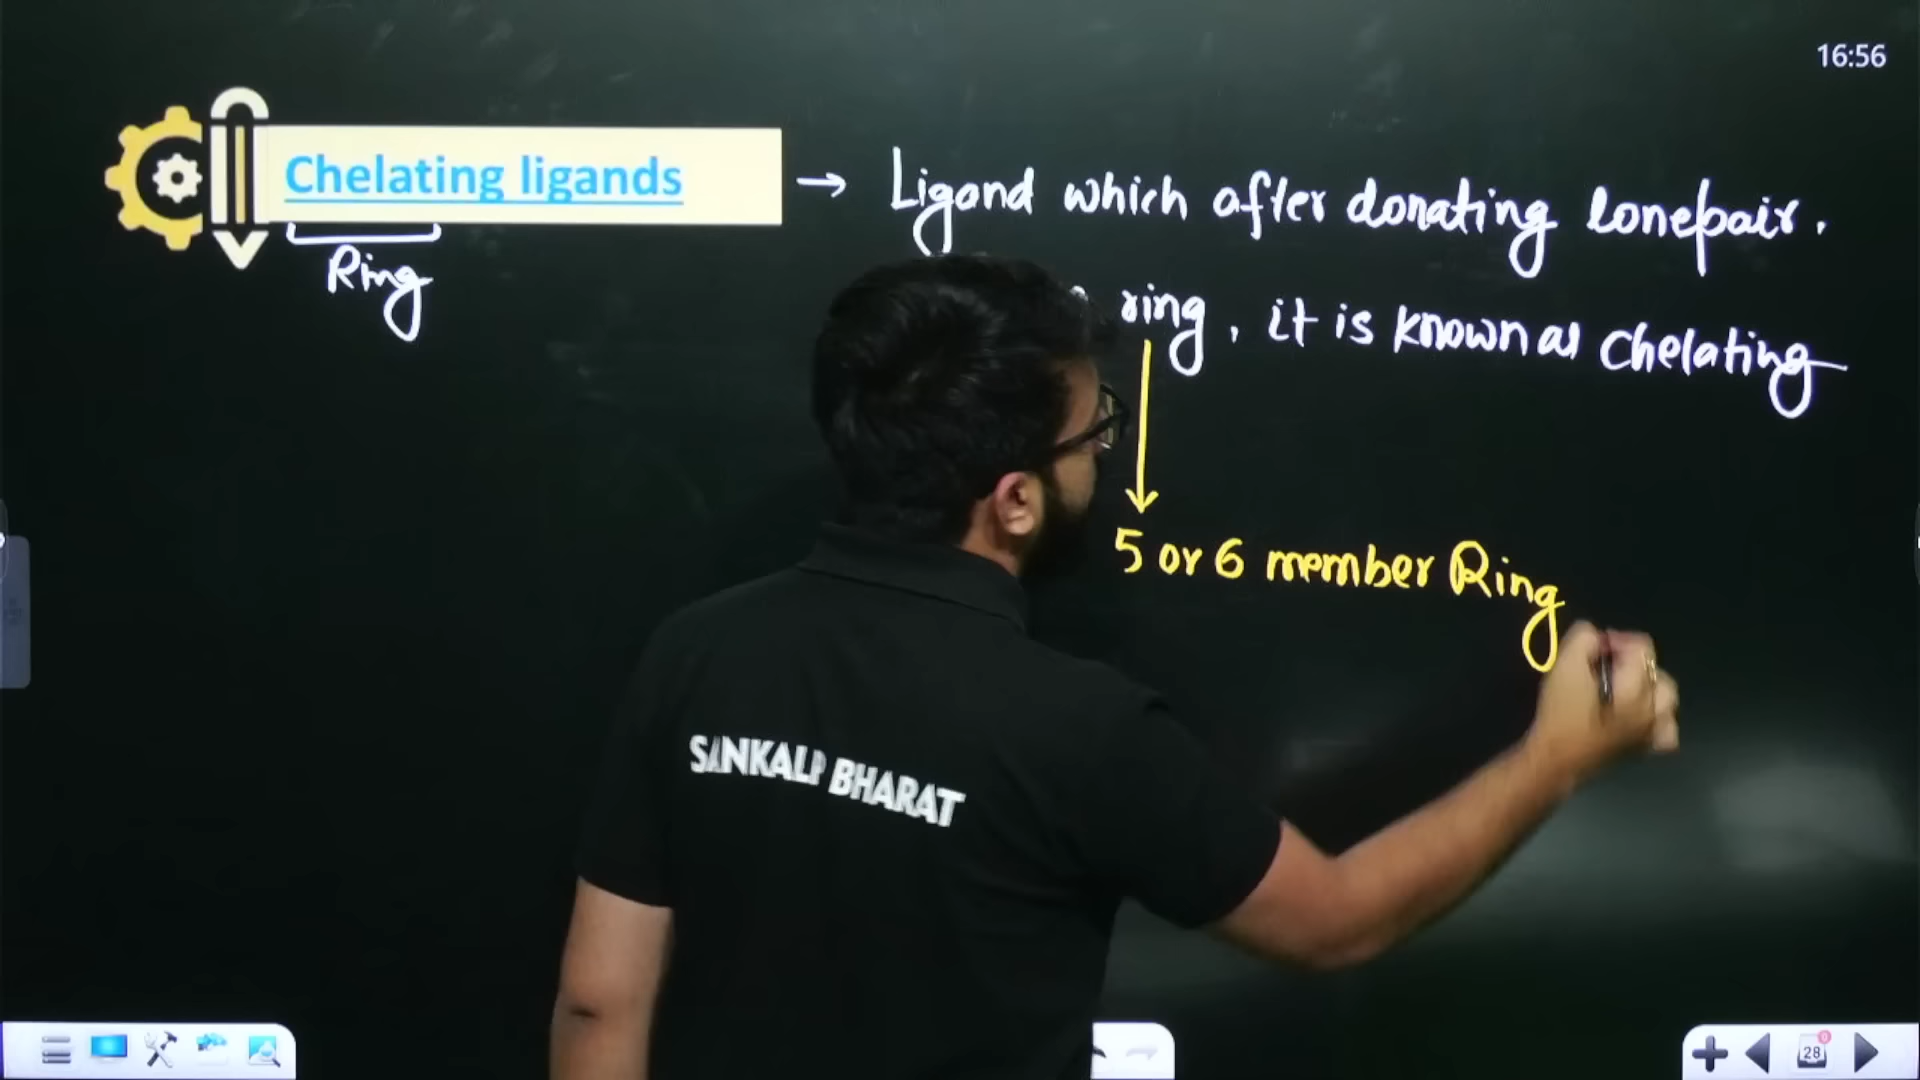 16:56
Chelating ligands → Ligand which after donating lonepair.
Ring
ring, it is known as Chelating
5 or 6 member Ring
SANKALP BHARAT
28
0